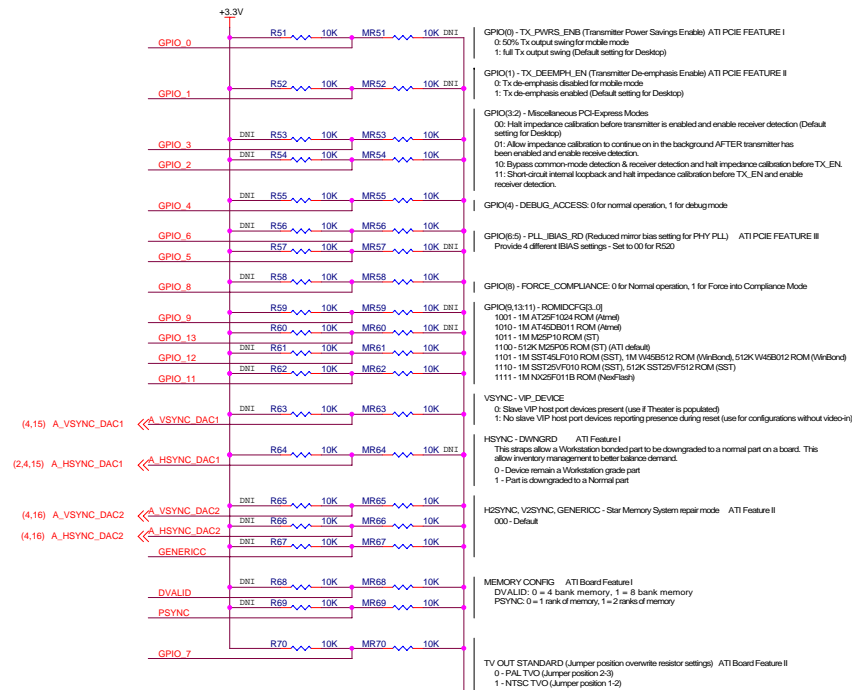 +3.3V
R51 10K MR51 10K DNI
GPIO_0
GPIO(0) - TX_PWRS_ENB (Transmitter Power Savings Enable) ATI PCIE FEATURE I
0: 50% Tx output swing for mobile mode
1: full Tx output swing (Default setting for Desktop)
R52 10K MR52 10K DNI
GPIO_1
GPIO(1) - TX_DEEMPH_EN (Transmitter De-emphasis Enable) ATI PCIE FEATURE II
0: Tx de-emphasis disabled for mobile mode
1: Tx de-emphasis enabled (Default setting for Desktop)
DNI R53 10K MR53 10K
GPIO_3
DNI R54 10K MR54 10K
GPIO_2
GPIO(3:2) - Miscellaneous PCI-Express Modes
00: Halt impedance calibration before transmitter is enabled and enable receiver detection (Default
setting for Desktop)
01: Allow impedance calibration to continue on in the background AFTER transmitter has
been enabled and enable receive detection.
10: Bypass common-mode detection & receiver detection and halt impedance calibration before TX_EN.
11: Short-circuit internal loopback and halt impedance calibration before TX_EN and enable
receiver detection.
DNI R55 10K MR55 10K
GPIO_4
GPIO(4) - DEBUG_ACCESS: 0 for normal operation, 1 for debug mode
DNI R56 10K MR56 10K
GPIO_6
R57 10K MR57 10K DNI
GPIO_5
GPIO(6:5) - PLL_IBIAS_RD (Reduced mirror bias setting for PHY PLL) ATI PCIE FEATURE III
Provide 4 different IBIAS settings - Set to 00 for R520
DNI R58 10K MR58 10K
GPIO_8
GPIO(8) - FORCE_COMPLIANCE: 0 for Normal operation, 1 for Force into Compliance Mode
R59 10K MR59 10K DNI
GPIO_9
R60 10K MR60 10K DNI
GPIO_13
DNI R61 10K MR61 10K
GPIO_12
DNI R62 10K MR62 10K
GPIO_11
GPIO(9,13:11) - ROMIDCFG[3..0]
1001 - 1M AT25F1024 ROM (Atmel)
1010 - 1M AT45DB011 ROM (Atmel)
1011 - 1M M25P10 ROM (ST)
1100 - 512K M25P05 ROM (ST) (ATI default)
1101 - 1M SST45LF010 ROM (SST), 1M W45B512 ROM (WinBond), 512K W45B012 ROM (WinBond)
1110 - 1M SST25VF010 ROM (SST), 512K SST25VF512 ROM (SST)
1111 - 1M NX25F011B ROM (NexFlash)
DNI R63 10K MR63 10K
(4,15) A_VSYNC_DAC1 A_VSYNC_DAC1
VSYNC - VIP_DEVICE
0: Slave VIP host port devices present (use if Theater is populated)
1: No slave VIP host port devices reporting presence during reset (use for configurations without video-in)
R64 10K MR64 10K DNI
(2,4,15) A_HSYNC_DAC1 A_HSYNC_DAC1
HSYNC - DWNGRD ATI Feature I
This straps allow a Workstation bonded part to be downgraded to a normal part on a board. This
allow inventory management to better balance demand.
0 - Device remain a Workstation grade part
1 - Part is downgraded to a Normal part
DNI R65 10K MR65 10K
(4,16) A_VSYNC_DAC2 A_VSYNC_DAC2
DNI R66 10K MR66 10K
(4,16) A_HSYNC_DAC2 A_HSYNC_DAC2
DNI R67 10K MR67 10K
GENERICC
H2SYNC, V2SYNC, GENERICC - Star Memory System repair mode ATI Feature II
000 - Default
DNI R68 10K MR68 10K
DVALID
DNI R69 10K MR69 10K
PSYNC
MEMORY CONFIG ATI Board Feature I
DVALID: 0 = 4 bank memory, 1 = 8 bank memory
PSYNC: 0 = 1 rank of memory, 1 = 2 ranks of memory
R70 10K MR70 10K
GPIO_7
TV OUT STANDARD (Jumper position overwrite resistor settings) ATI Board Feature II
0 - PAL TVO (Jumper position 2-3)
1 - NTSC TVO (Jumper position 1-2)